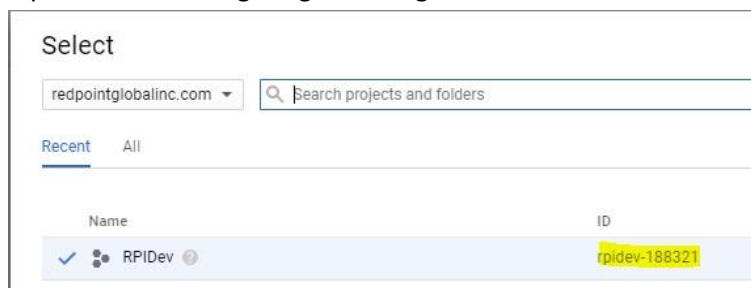 Select
redpointglobalinc.com
Search projects and folders
Recent All
Name ID
RPIDev
rpidev-188321